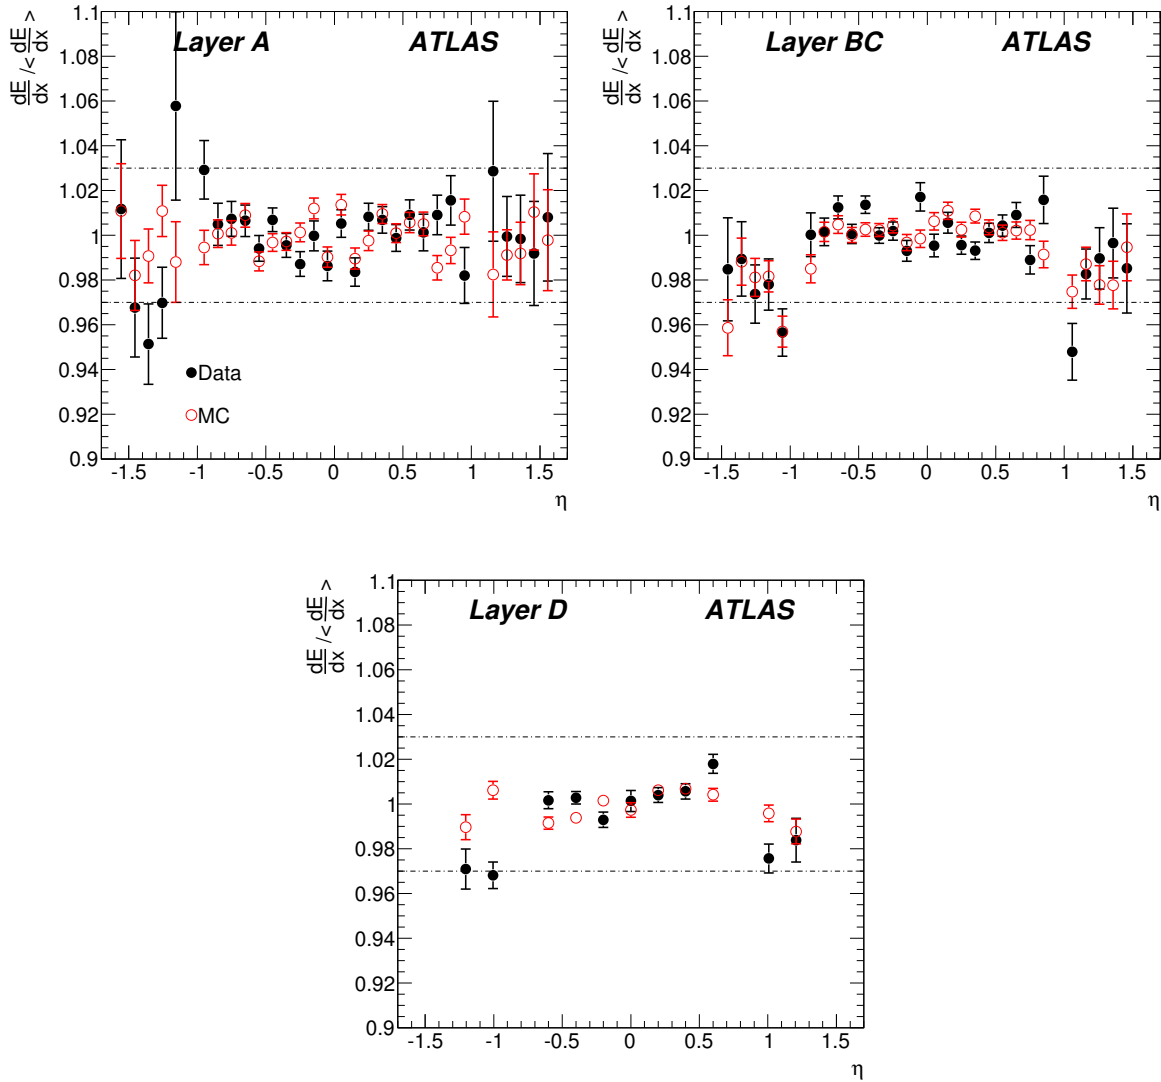 dE/dx /< dE/dx >
Layer A ATLAS
1.1
1.08
1.06
1.04
1.02
1
0.98
0.96
0.94
0.92
0.9
Data
MC
-1.5 -1 -0.5 0 0.5 1 1.5
η
dE/dx /< dE/dx >
Layer BC ATLAS
1.1
1.08
1.06
1.04
1.02
1
0.98
0.96
0.94
0.92
0.9
-1.5 -1 -0.5 0 0.5 1 1.5
η
dE/dx /< dE/dx >
Layer D ATLAS
1.1
1.08
1.06
1.04
1.02
1
0.98
0.96
0.94
0.92
0.9
-1.5 -1 -0.5 0 0.5 1 1.5
η